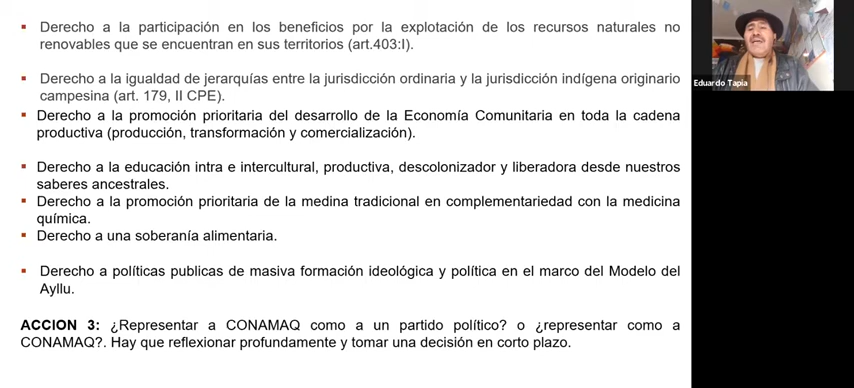 ▪ Derecho a la participación en los beneficios por la explotación de los recursos naturales no
renovables que se encuentran en sus territorios (art.403:I).
▪ Derecho a la igualdad de jerarquías entre la jurisdicción ordinaria y la jurisdicción indígena originario
campesina (art. 179, II CPE).
▪ Derecho a la promoción prioritaria del desarrollo de la Economía Comunitaria en toda la cadena
productiva (producción, transformación y comercialización).
▪ Derecho a la educación intra e intercultural, productiva, descolonizador y liberadora desde nuestros
saberes ancestrales.
▪ Derecho a la promoción prioritaria de la medina tradicional en complementariedad con la medicina
química.
▪ Derecho a una soberanía alimentaria.
▪ Derecho a políticas publicas de masiva formación ideológica y política en el marco del Modelo del
Ayllu.
ACCION 3: ¿Representar a CONAMAQ como a un partido político? o ¿representar como a
CONAMAQ?. Hay que reflexionar profundamente y tomar una decisión en corto plazo.
Eduardo Tapia